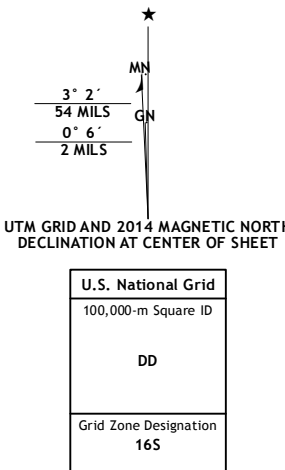 ★
MN
3° 2´
54 MILS
GN
0° 6´
2 MILS
UTM GRID AND 2014 MAGNETIC NORTH
DECLINATION AT CENTER OF SHEET
U.S. National Grid
100,000-m Square ID
DD
Grid Zone Designation
16S